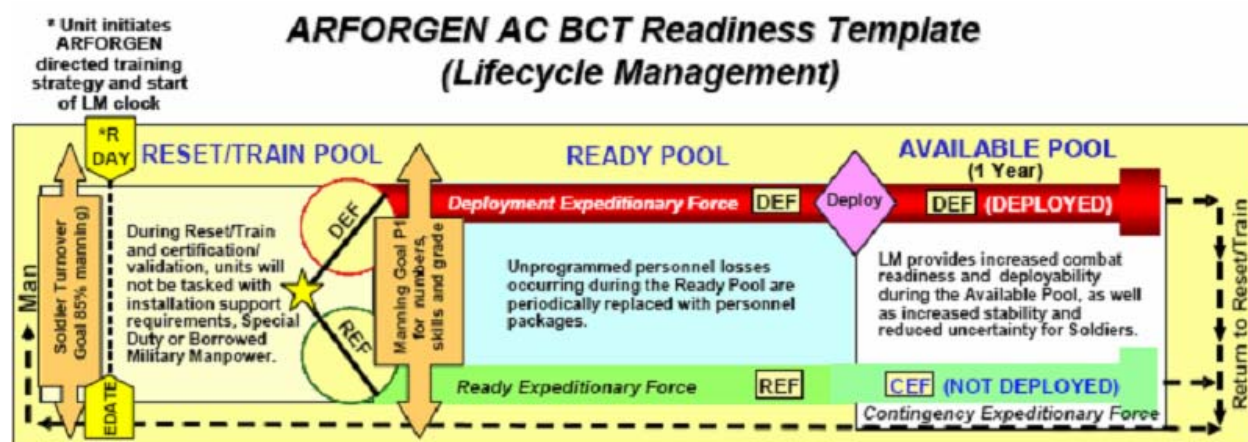 * Unit initiates
ARFORGEN
directed training
strategy and start
of LM clock
ARFORGEN AC BCT Readiness Template
(Lifecycle Management)
*R
DAY
RESET/TRAIN POOL
READY POOL
AVAILABLE POOL
(1 Year)
Man
Soldier Turnover
Goal 85% manning)
EDATE
During Reset/Train
and certification/
validation, units will
not be tasked with
installation support
requirements, Special
Duty or Borrowed
Military Manpower.
DEF
REF
Manning Goal P1
for numbers,
skills and grade
Deployment Expeditionary Force
DEF
Deploy
DEF (DEPLOYED)
Unprogrammed personnel losses
occurring during the Ready Pool are
periodically replaced with personnel
packages.
LM provides increased combat
readiness and deployability
during the Available Pool, as well
as increased stability and
reduced uncertainty for Soldiers.
Ready Expeditionary Force
REF
CEF (NOT DEPLOYED)
Contingency Expeditionary Force
Return to Reset/Train